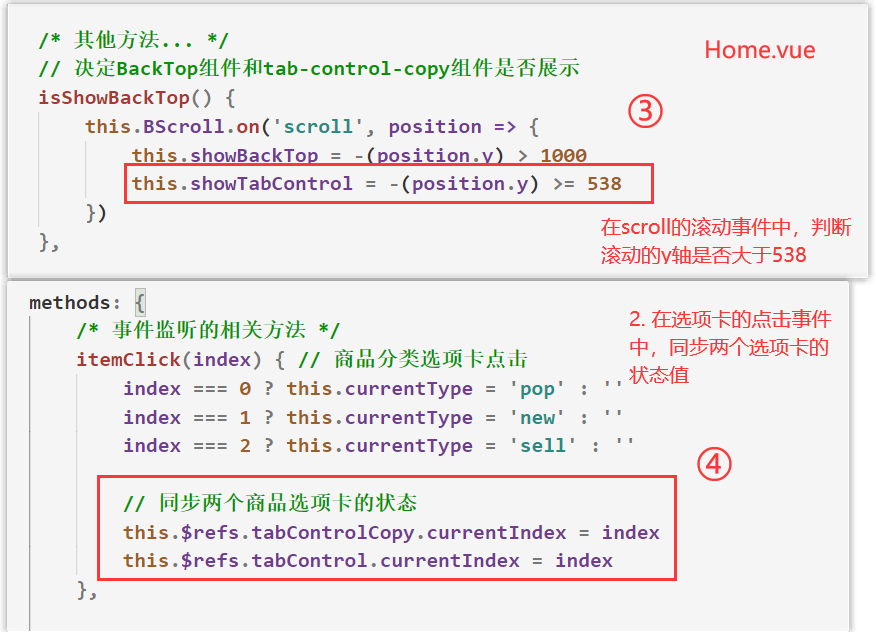 /* 其他方法... */
Home.vue
// 决定BackTop组件和tab-control-copy组件是否展示
isShowBackTop() {
③
this.BScroll.on('scroll', position => {
this.showBackTop = -(position.y) > 1000
this.showTabControl = -(position.y) >= 538
})
},
在scroll的滚动事件中，判断
滚动的y轴是否大于538
methods: {
/* 事件监听的相关方法 */
itemClick(index) { // 商品分类选项卡点击
2. 在选项卡的点击事件
中，同步两个选项卡的
状态值
index === 0 ? this.currentType = 'pop' : ''
index === 1 ? this.currentType = 'new' : ''
index === 2 ? this.currentType = 'sell' : ''
④
// 同步两个商品选项卡的状态
this.$refs.tabControlCopy.currentIndex = index
this.$refs.tabControl.currentIndex = index
},